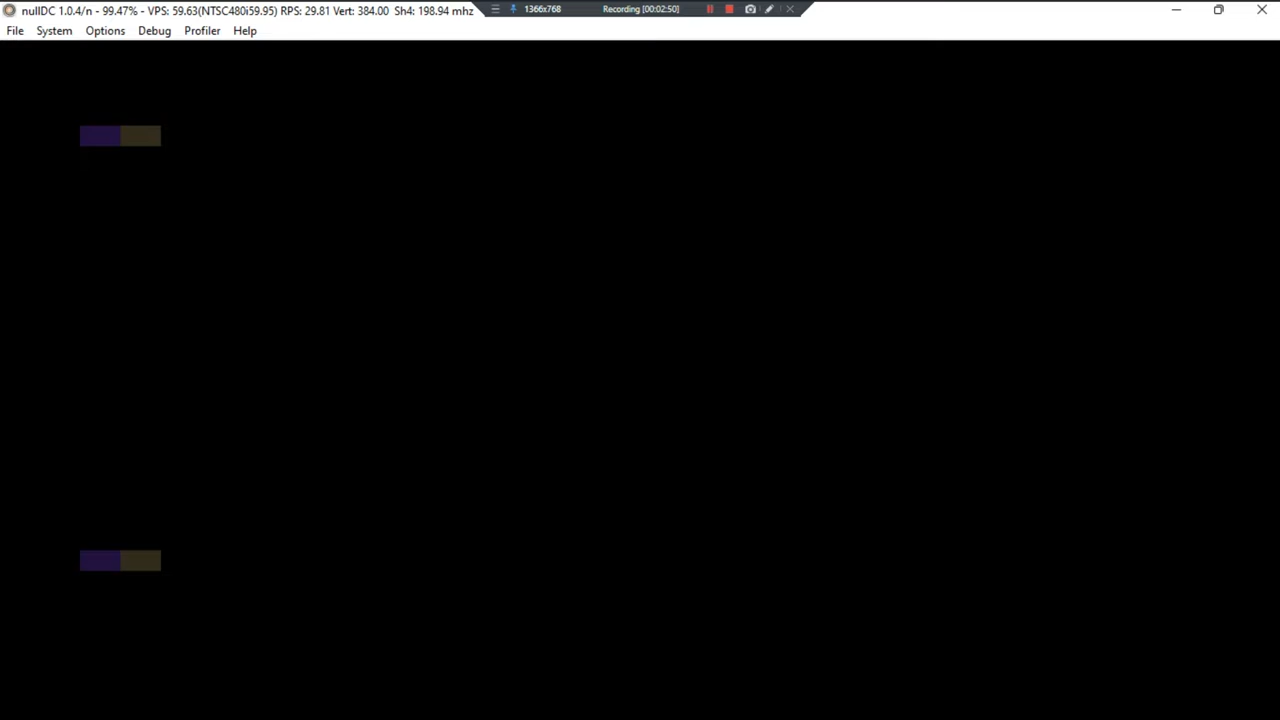 nullDC 1.0.4/n - 99.47% - VPS: 59.63(NTSC480i59.95) RPS: 29.81 Vert: 384.00 Sh4: 198.94 mhz
1366x768
Recording [00:02:50]
File System Options Debug Profiler Help